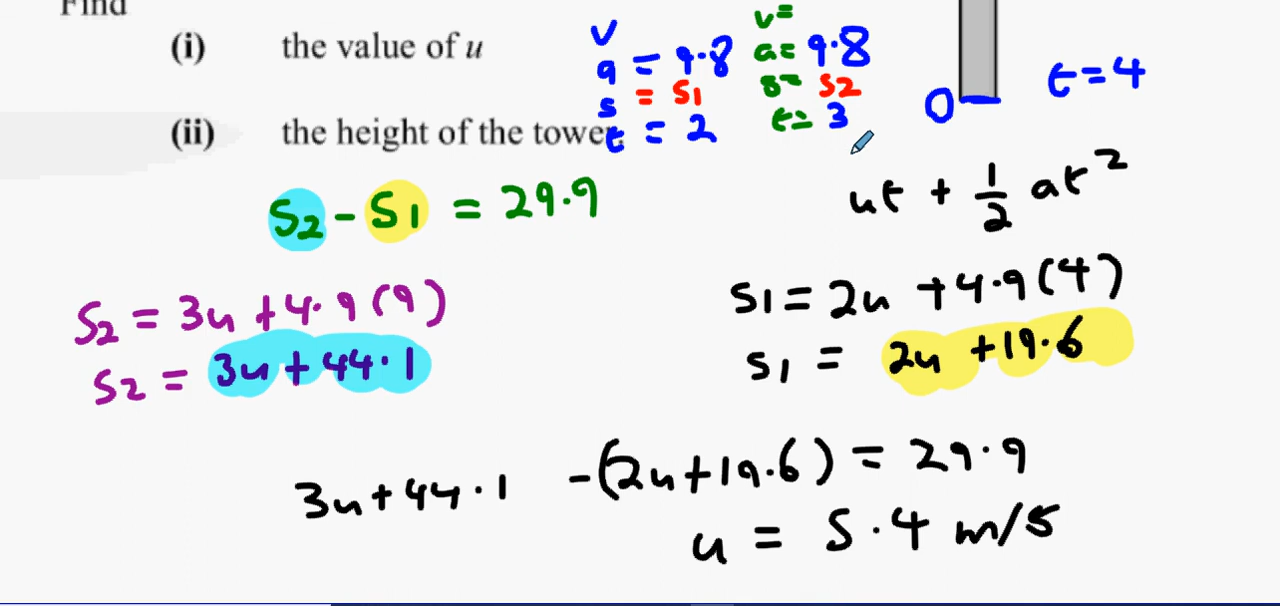 Find
(i) the value of u
(ii) the height of the tower
v
a = 9.8
s = S1
t = 2
v=
a= 9.8
s= S2
t= 3
0
t=4
S2 - S1 = 29.9
ut + 1/2 at²
S2 = 3u + 4.9(9)
S2 = 3u + 44.1
S1 = 2u + 4.9(4)
S1 = 2u + 19.6
3u + 44.1 -(2u+19.6) = 29.9
u = 5.4 m/s